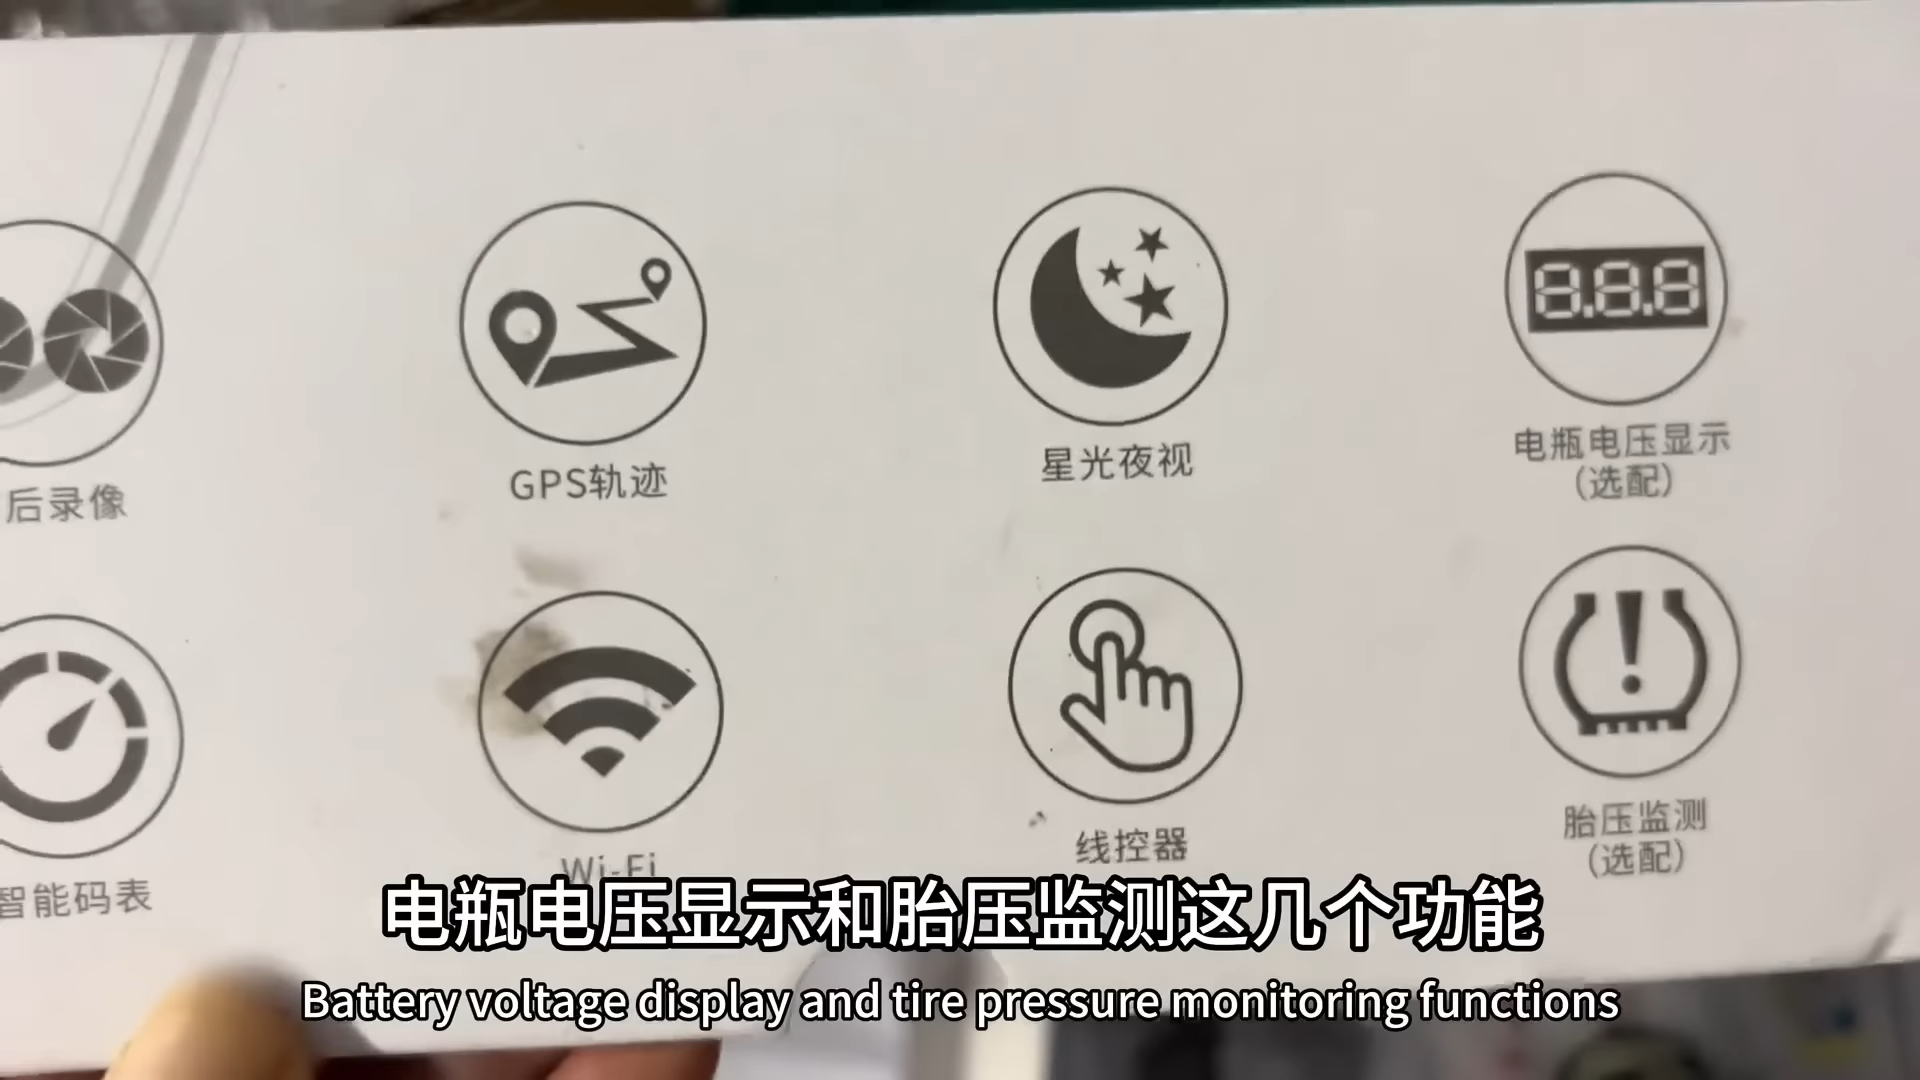 后录像
GPS轨迹
星光夜视
电瓶电压显示
(选配)
智能码表
Wi-Fi
线控器
胎压监测
(选配)
电瓶电压显示和胎压监测这几个功能
Battery voltage display and tire pressure monitoring functions